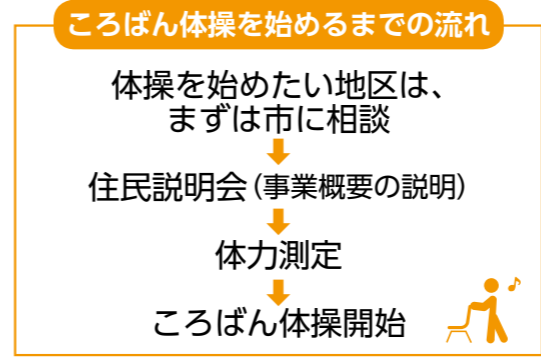 ころばん体操を始めるまでの流れ
体操を始めたい地区は、
まずは市に相談
住民説明会(事業概要の説明)
体力測定
ころばん体操開始